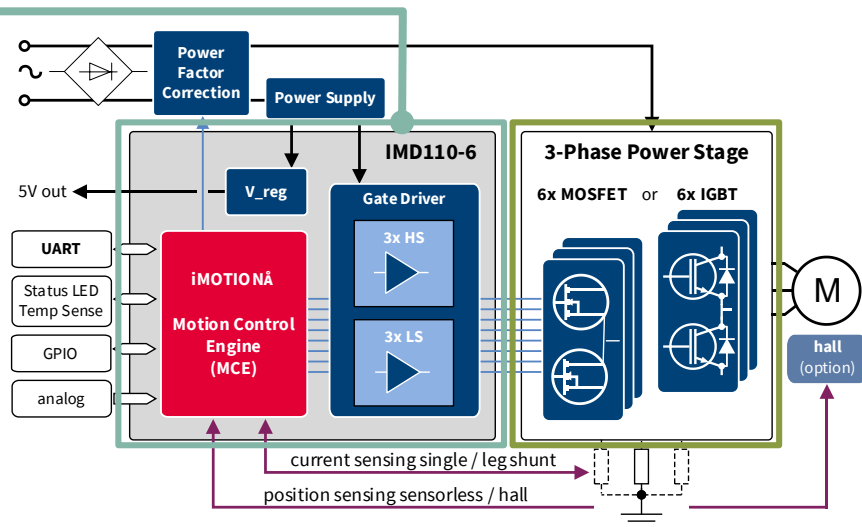 Power
Factor
Correction
Power Supply
IMD110-6
3-Phase Power Stage
5V out
V_reg
Gate Driver
6x MOSFET or 6x IGBT
UART
3x HS
Status LED
Temp Sense
iMOTIONÅ
Motion Control
Engine
(MCE)
M
GPIO
3x LS
hall
(option)
analog
current sensing single / leg shunt
position sensing sensorless / hall